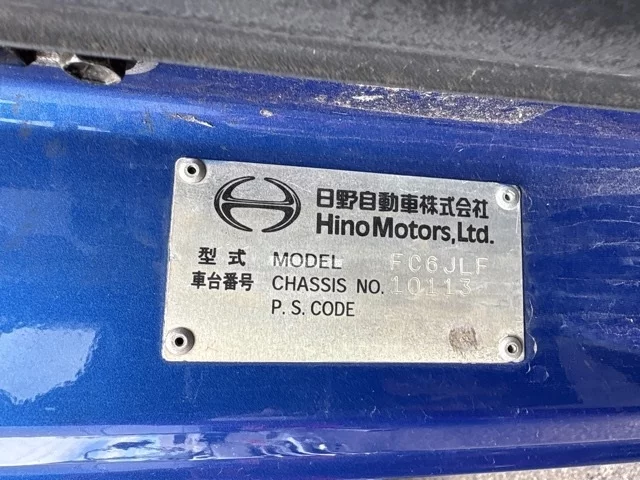 日野自動車株式会社
Hino Motors, Ltd.
型式 MODEL FC6JLF
車台番号 CHASSIS NO. 10113
P.S. CODE